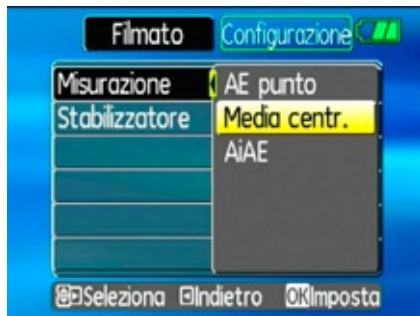 Filmato Configurazione
Misurazione AE punto
Stabilizzatore Media centr.
AiAE
Seleziona Indietro OK Imposta